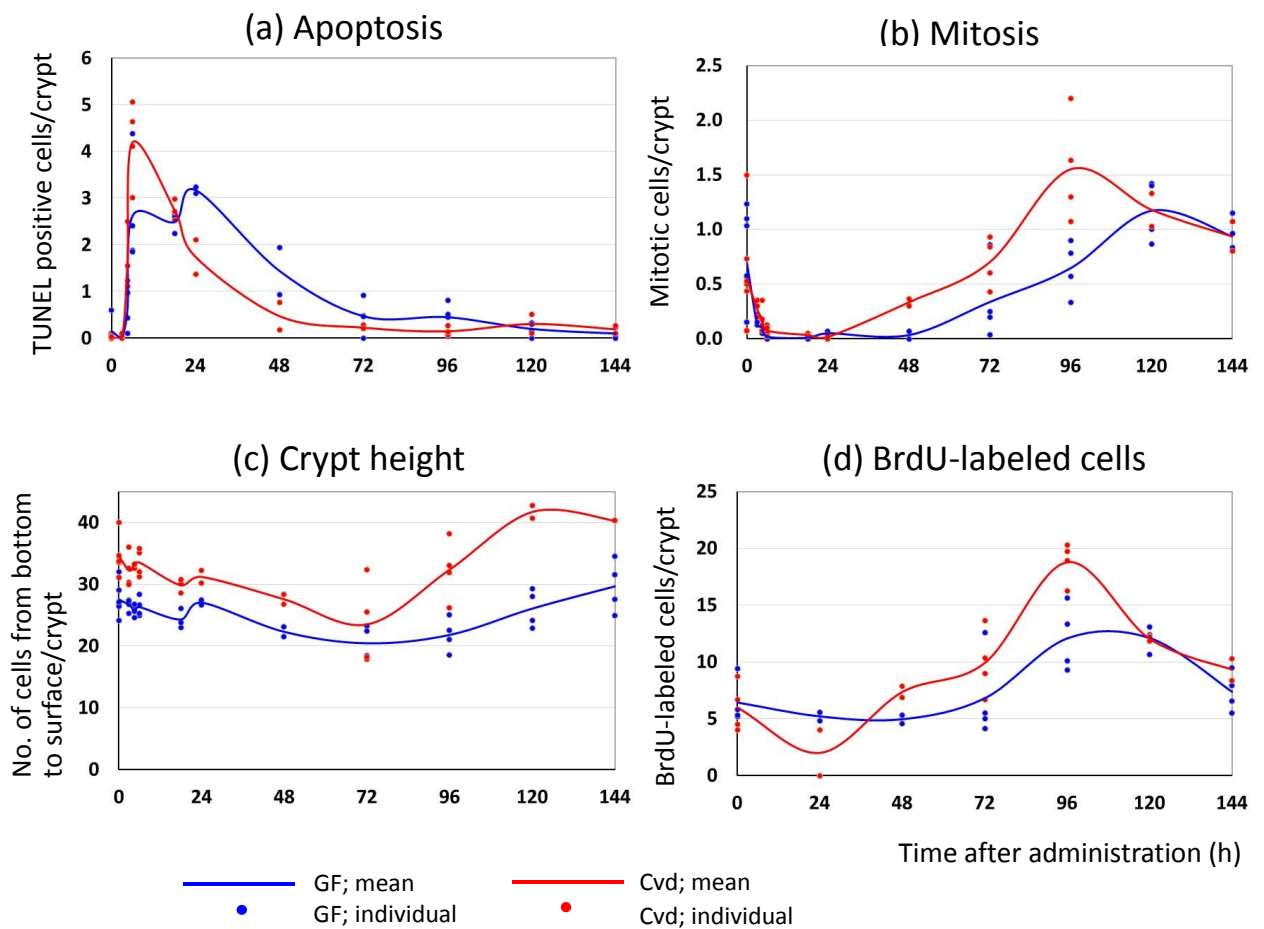 (a) Apoptosis
TUNEL positive cells/crypt
6
5
4
3
2
1
0
0 24 48 72 96 120 144
(b) Mitosis
Mitotic cells/crypt
2.5
2.0
1.5
1.0
0.5
0.0
0 24 48 72 96 120 144
(c) Crypt height
No. of cells from bottom
to surface/crypt
40
30
20
10
0
0 24 48 72 96 120 144
(d) BrdU-labeled cells
BrdU-labeled cells/crypt
25
20
15
10
5
0
0 24 48 72 96 120 144
Time after administration (h)
GF; mean
GF; individual
Cvd; mean
Cvd; individual